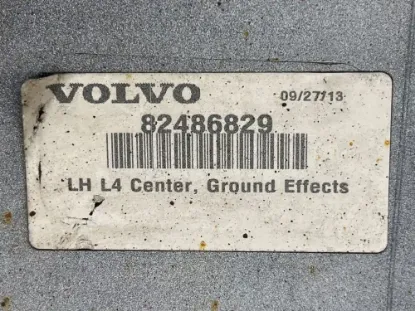 VOLVO 09/27/13
82486829
LH L4 Center, Ground Effects